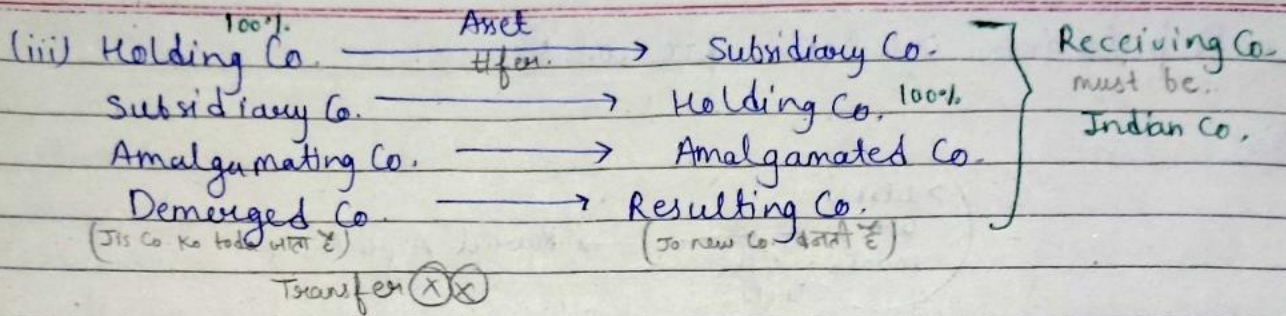 100%.
(iii) Holding Co. Asset ⟶ Subsidiary Co. Receiving Co.
tfer. must be.
Subsidiary Co. ⟶ Holding Co. 100% Indian Co.
Amalgamating Co. ⟶ Amalgamated Co.
Demerged Co ⟶ Resulting Co.
(Jis Co Ko toda जाता है) (Jo new Co बनती है)
Transfer ⓧⓧ